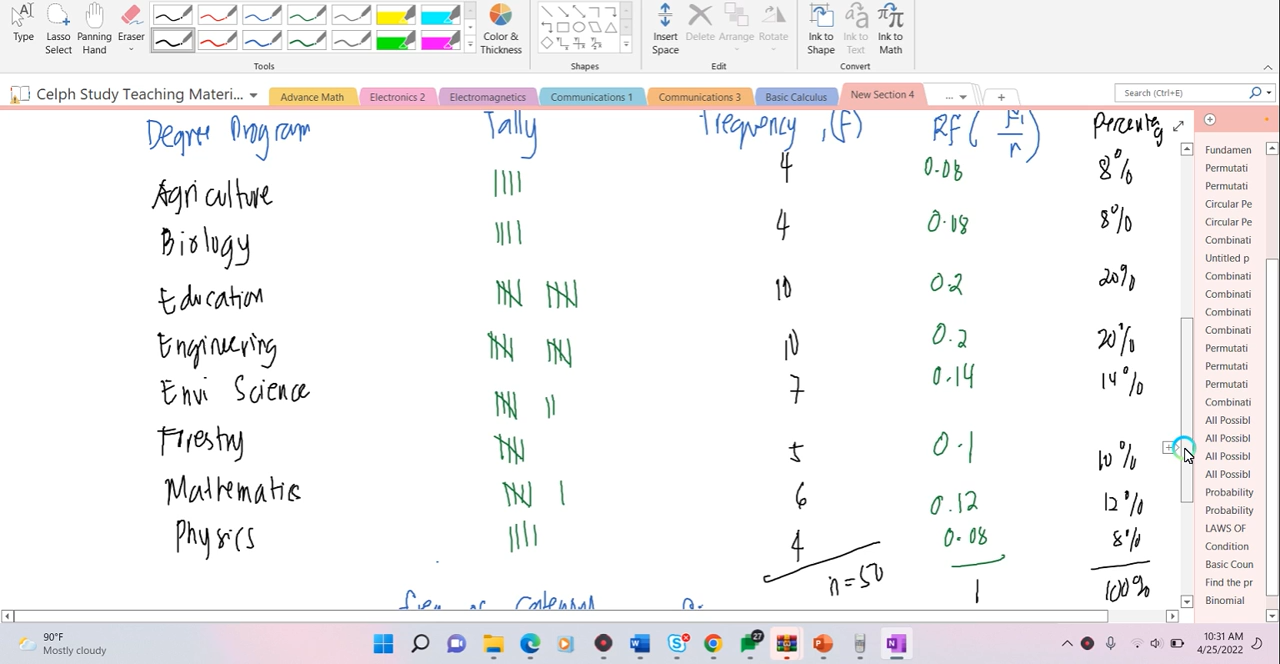 Type Lasso Select Panning Hand Eraser Color & Thickness Insert Space Delete Arrange Rotate Ink to Shape Ink to Text Ink to Math
Tools Shapes Edit Convert
Celph Study Teaching Materi... Advance Math Electronics 2 Electromagnetics Communications 1 Communications 3 Basic Calculus New Section 4 ... + Search (Ctrl+E)
Degree Program Tally Frequency, (F) RF( /n) Percentag
Agriculture 4 0.08 8%
Biology 4 0.08 8%
Education 10 0.2 20%
Engineering 10 0.2 20%
Envi Science 7 0.14 14%
Firestry 5 0.1 10%
Mathematics 6 0.12 12%
Physics 4 0.08 8%
n=50 1 100%
Fundamen
Permutati
Permutati
Circular Pe
Circular Pe
Combinati
Untitled p
Combinati
Combinati
Combinati
Combinati
Permutati
Permutati
Permutati
Combinati
All Possibl
All Possibl
All Possibl
All Possibl
Probability
Probability
LAWS OF
Condition
Basic Coun
Find the pr
Binomial
90°F
Mostly cloudy
27
10:31 AM
4/25/2022